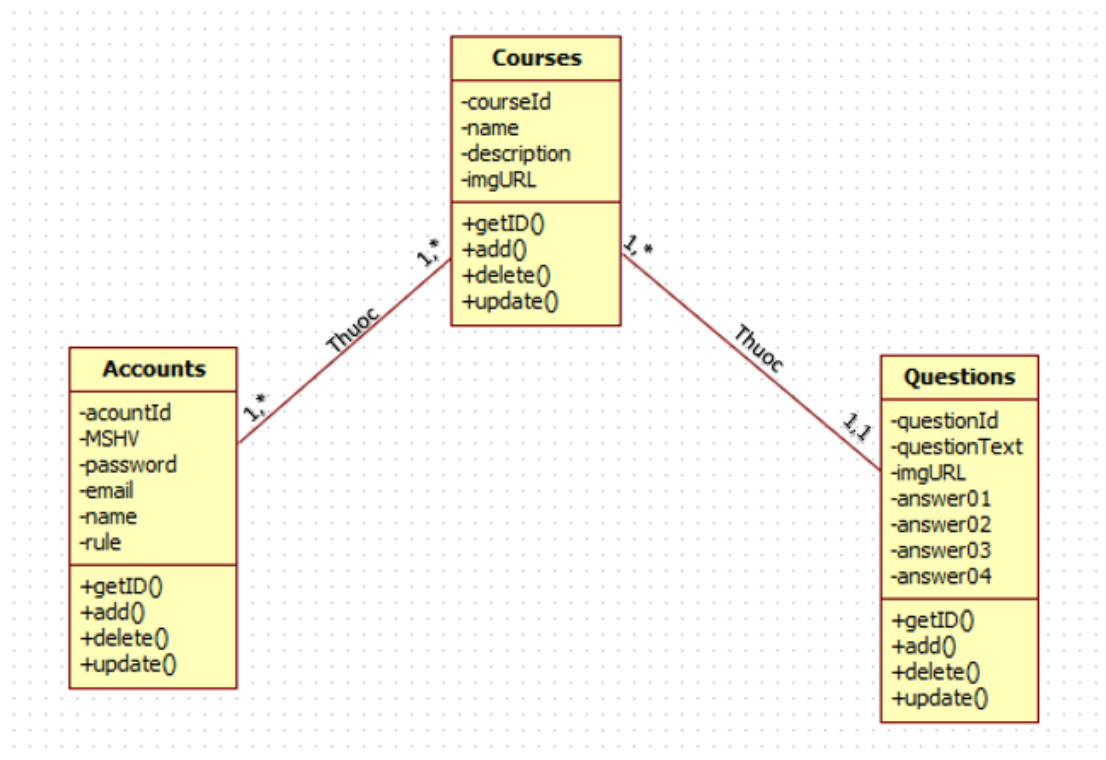 Courses
-courseId
-name
-description
-imgURL
+getID()
+add()
+delete()
+update()
1,*
1,*
Thuoc
Thuoc
1,*
1,1
Accounts
-acountId
-MSHV
-password
-email
-name
-rule
+getID()
+add()
+delete()
+update()
Questions
-questionId
-questionText
-imgURL
-answer01
-answer02
-answer03
-answer04
+getID()
+add()
+delete()
+update()